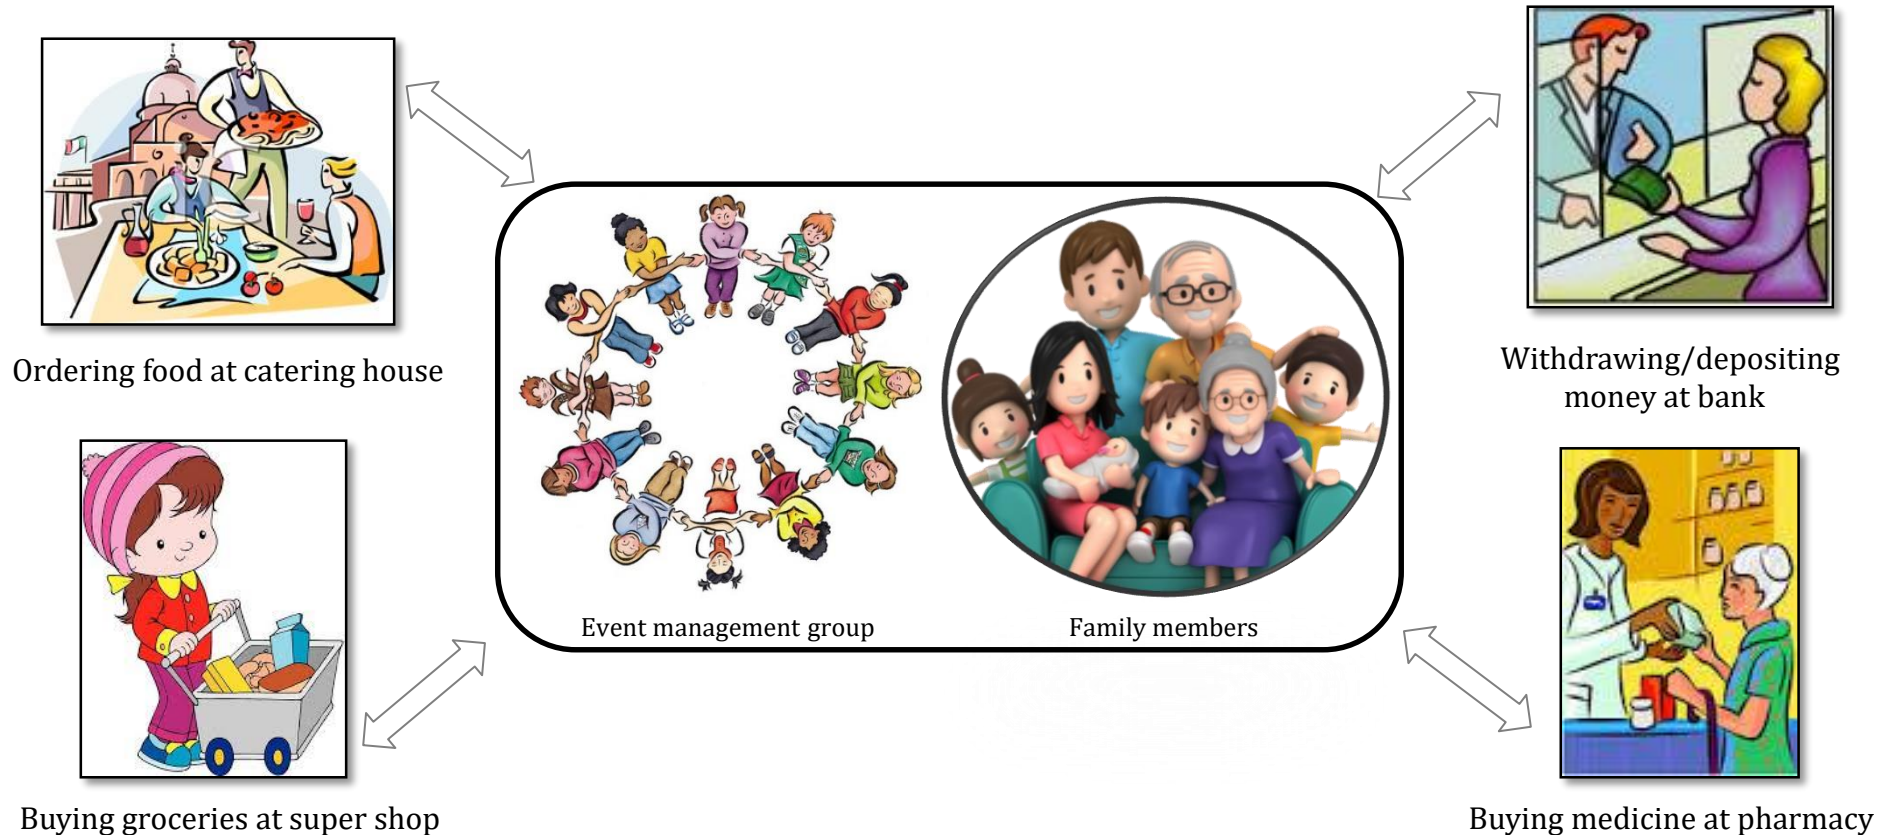 Ordering food at catering house
Withdrawing/depositing
money at bank
Event management group
Family members
Buying groceries at super shop
Buying medicine at pharmacy